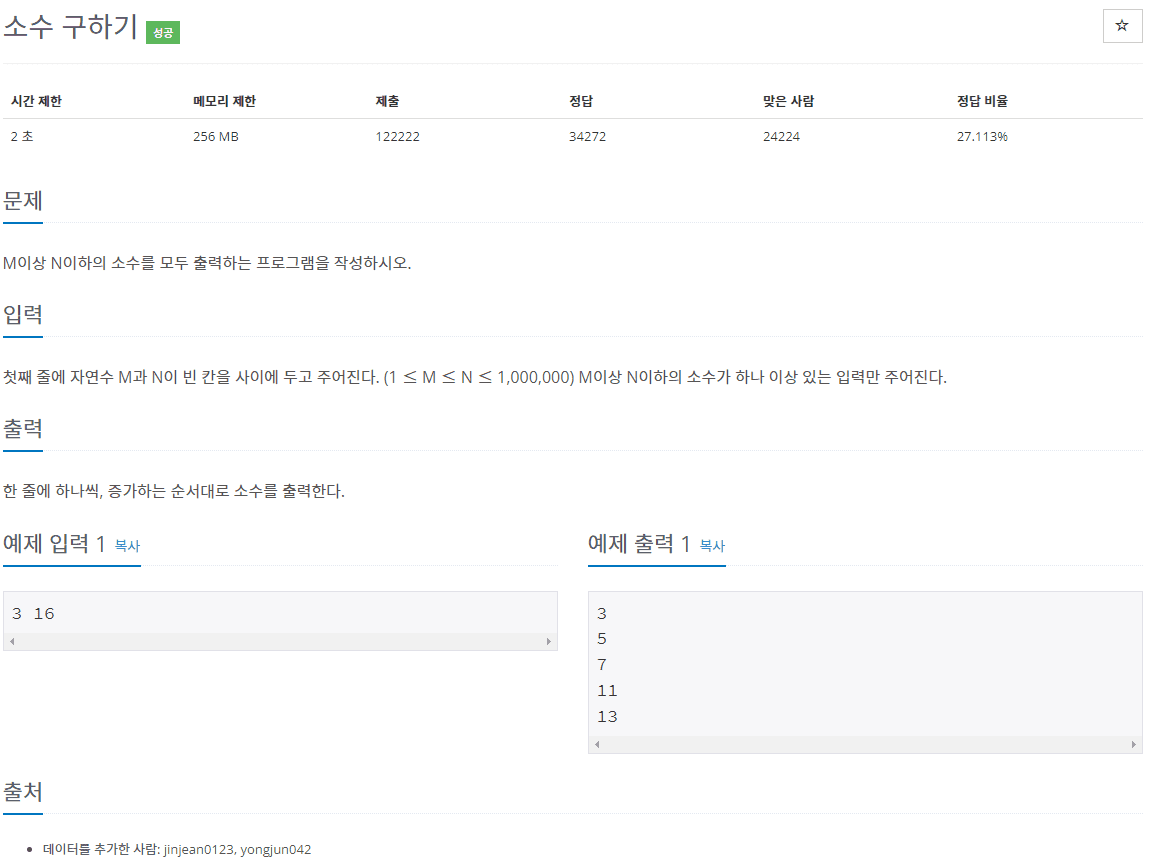 소수 구하기 성공
☆
시간 제한 메모리 제한 제출 정답 맞은 사람 정답 비율
2 초 256 MB 122222 34272 24224 27.113%
문제
M이상 N이하의 소수를 모두 출력하는 프로그램을 작성하시오.
입력
첫째 줄에 자연수 M과 N이 빈 칸을 사이에 두고 주어진다. (1 ≤ M ≤ N ≤ 1,000,000) M이상 N이하의 소수가 하나 이상 있는 입력만 주어진다.
출력
한 줄에 하나씩, 증가하는 순서대로 소수를 출력한다.
예제 입력 1 복사
3 16
예제 출력 1 복사
3
5
7
11
13
출처
• 데이터를 추가한 사람: jinjean0123, yongjun042